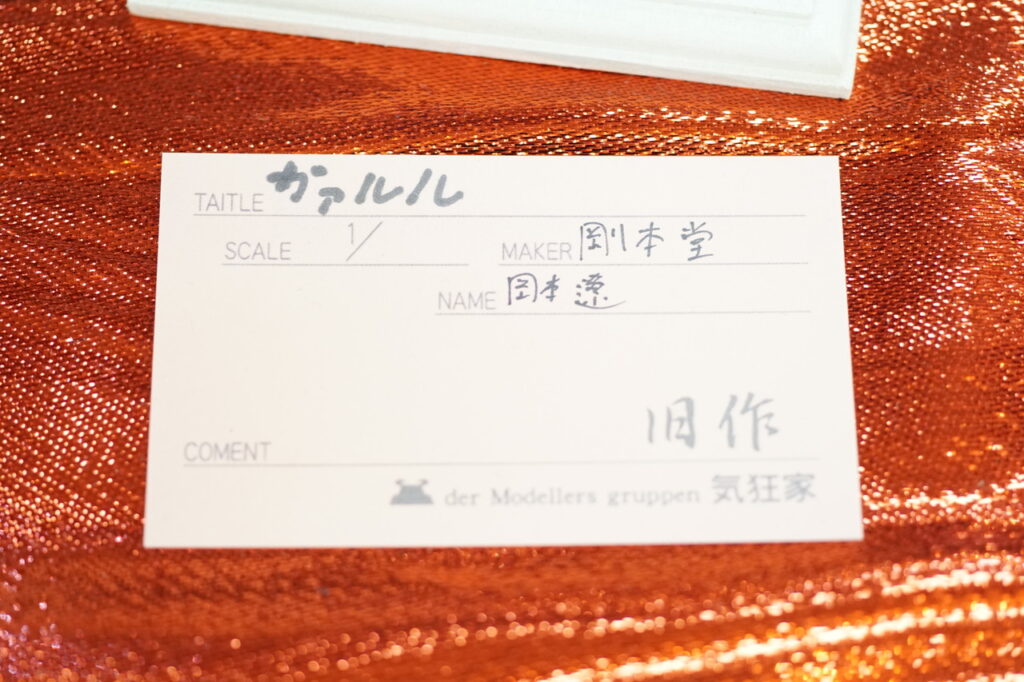 TAITLE ガァルル
SCALE 1/
MAKER 剛本堂
NAME 岡本遼
旧作
COMENT
der Modellers gruppen 気狂家